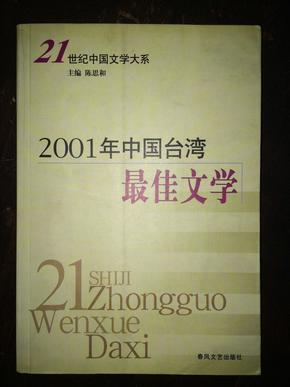 21世纪中国文学大系
主编 陈思和
2001年中国台湾
最佳文学
21 SHIJI
Zhongguo
Wenxue
Daxi
春风文艺出版社